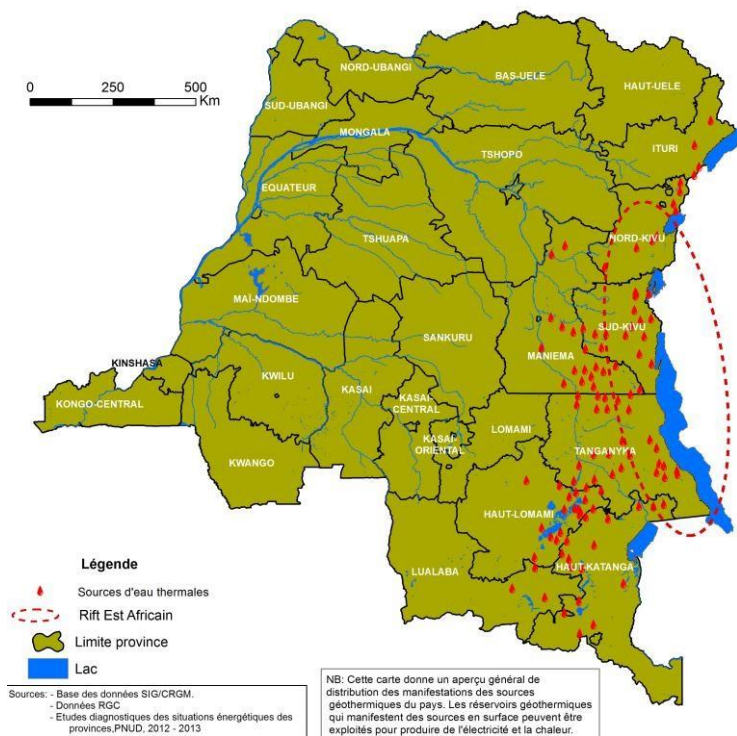 0 250 500
Km
NORD-UBANGI
BAS-UELE
HAUT-UELE
SUD-UBANGI
MONGALA
TSHOPO
ITURI
EQUATEUR
NORD-KIVU
TSHUAPA
MAÏ-NDOMBE
SANKURU
SUD-KIVU
MANIEMA
KINSHASA
KWILU
KASAI
KASAI-
CENTRAL
KONGO-CENTRAL
KASAI-
ORIENTAL
LOMAMI
TANGANYKA
KWANGO
HAUT-LOMAMI
LUALABA
HAUT-KATANGA
Légende
Sources d'eau thermales
Rift Est Africain
Limite province
Lac
Sources: - Base des données SIG/CRGM.
- Données RGC
- Etudes diagnostiques des situations énergétiques des
provinces,PNUD, 2012 - 2013
NB: Cette carte donne un aperçu général de
distribution des manifestations des sources
géothermiques du pays. Les réservoirs géothermiques
qui manifestent des sources en surface peuvent être
exploités pour produire de l'électricité et la chaleur.